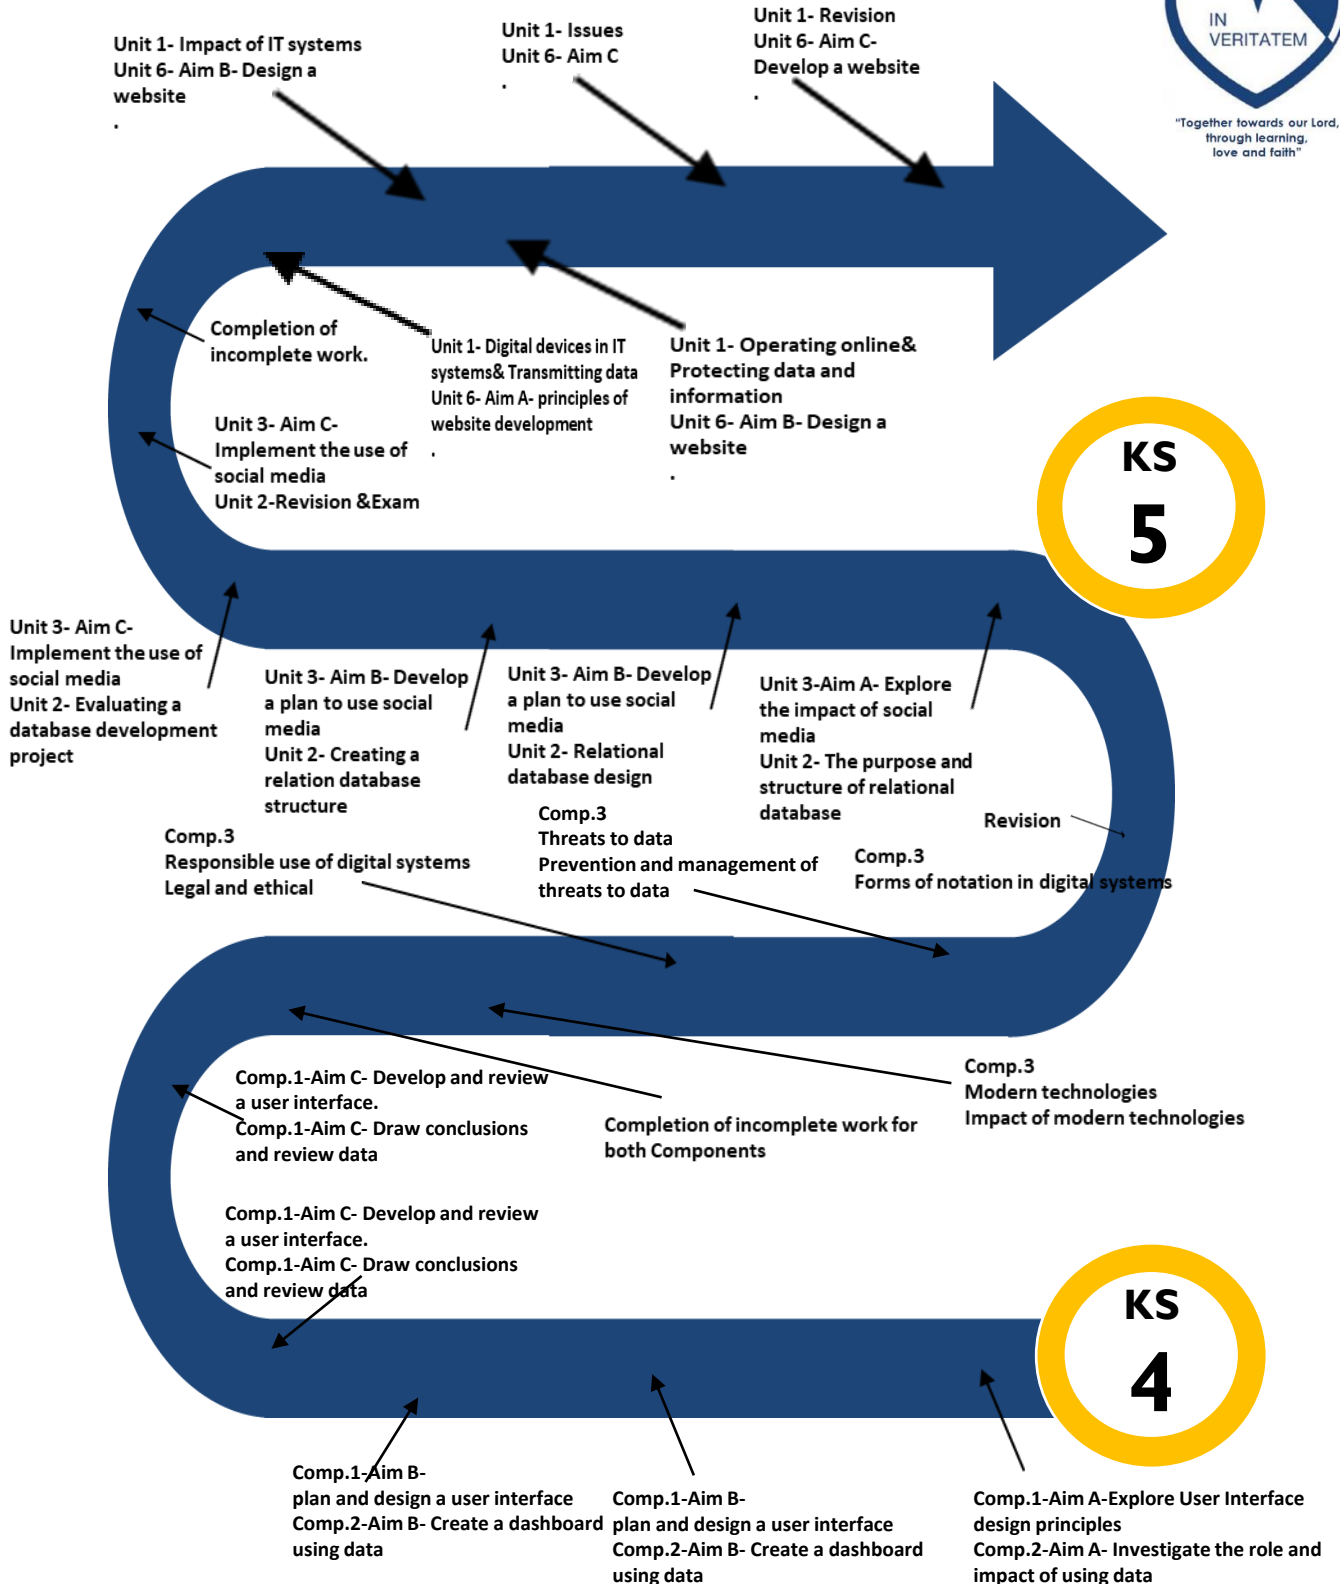 Unit 1- Impact of IT systems
Unit 6- Aim B- Design a
website
.
Unit 1- Issues
Unit 6- Aim C
.
Unit 1- Revision
Unit 6- Aim C-
Develop a website
.
IN
VERITATEM
"Together towards our Lord,
through learning,
love and faith"
Completion of
incomplete work.
Unit 1- Digital devices in IT
systems& Transmitting data
Unit 6- Aim A- principles of
website development
.
Unit 1- Operating online&
Protecting data and
information
Unit 6- Aim B- Design a
website
.
Unit 3- Aim C-
Implement the use of
social media
Unit 2-Revision &Exam
KS
5
Unit 3- Aim C-
Implement the use of
social media
Unit 2- Evaluating a
database development
project
Unit 3- Aim B- Develop
a plan to use social
media
Unit 2- Creating a
relation database
structure
Unit 3- Aim B- Develop
a plan to use social
media
Unit 2- Relational
database design
Unit 3-Aim A- Explore
the impact of social
media
Unit 2- The purpose and
structure of relational
database
Revision
Comp.3
Responsible use of digital systems
Legal and ethical
Comp.3
Threats to data
Prevention and management of
threats to data
Comp.3
Forms of notation in digital systems
Comp.1-Aim C- Develop and review
a user interface.
Comp.1-Aim C- Draw conclusions
and review data
Completion of incomplete work for
both Components
Comp.3
Modern technologies
Impact of modern technologies
Comp.1-Aim C- Develop and review
a user interface.
Comp.1-Aim C- Draw conclusions
and review data
KS
4
Comp.1-Aim B-
plan and design a user interface
Comp.2-Aim B- Create a dashboard
using data
Comp.1-Aim B-
plan and design a user interface
Comp.2-Aim B- Create a dashboard
using data
Comp.1-Aim A-Explore User Interface
design principles
Comp.2-Aim A- Investigate the role and
impact of using data